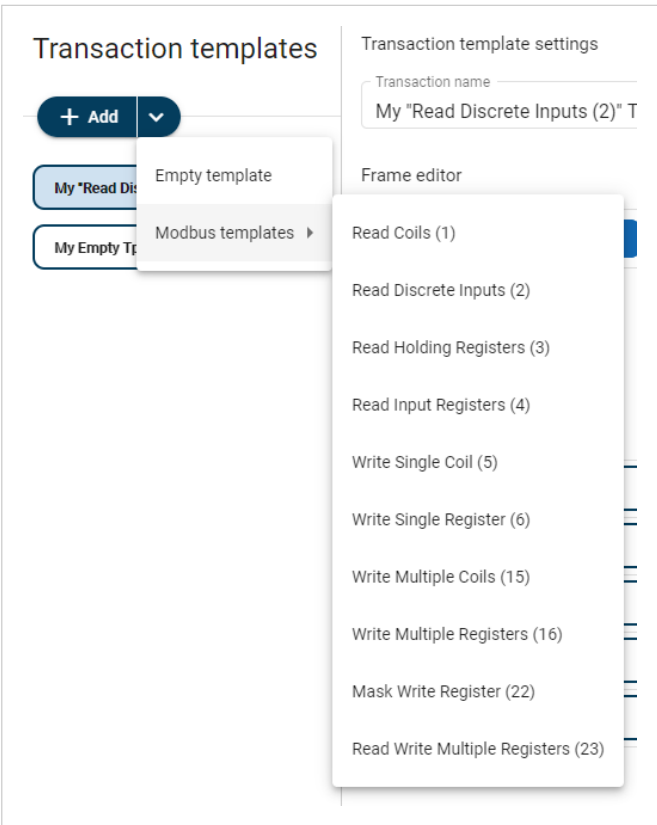 Transaction templates
Add
Empty template
Modbus templates
My "Read Dis
My Empty Tp
Transaction template settings
Transaction name
My "Read Discrete Inputs (2)" T
Frame editor
Read Coils (1)
Read Discrete Inputs (2)
Read Holding Registers (3)
Read Input Registers (4)
Write Single Coil (5)
Write Single Register (6)
Write Multiple Coils (15)
Write Multiple Registers (16)
Mask Write Register (22)
Read Write Multiple Registers (23)